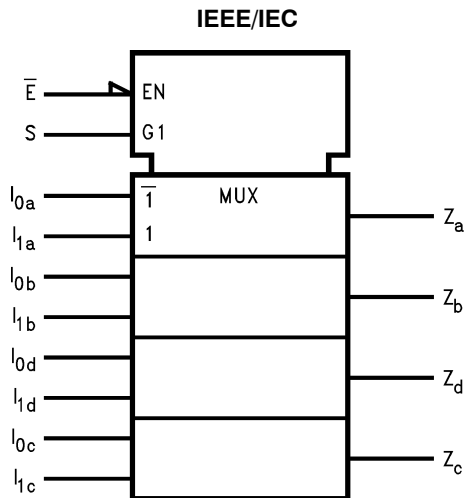 IEEE/IEC
E̅ EN
S G1
I0a 1̅ MUX
Za
I1a 1
I0b
Zb
I1b
I0d
Zd
I1d
I0c
Zc
I1c